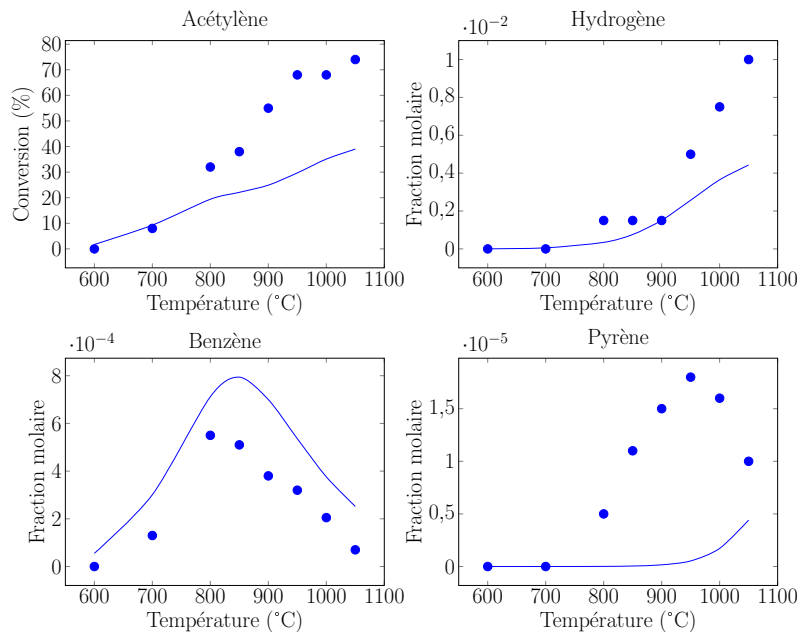 Acétylène
80
70
60
50
40
30
20
10
0
Conversion (%)
600 700 800 900 1000 1100
Température (°C)
Hydrogène
·10⁻²
1
0,8
0,6
0,4
0,2
0
Fraction molaire
600 700 800 900 1000 1100
Température (°C)
Benzène
·10⁻⁴
8
6
4
2
0
Fraction molaire
600 700 800 900 1000 1100
Température (°C)
Pyrène
·10⁻⁵
1,5
1
0,5
0
Fraction molaire
600 700 800 900 1000 1100
Température (°C)